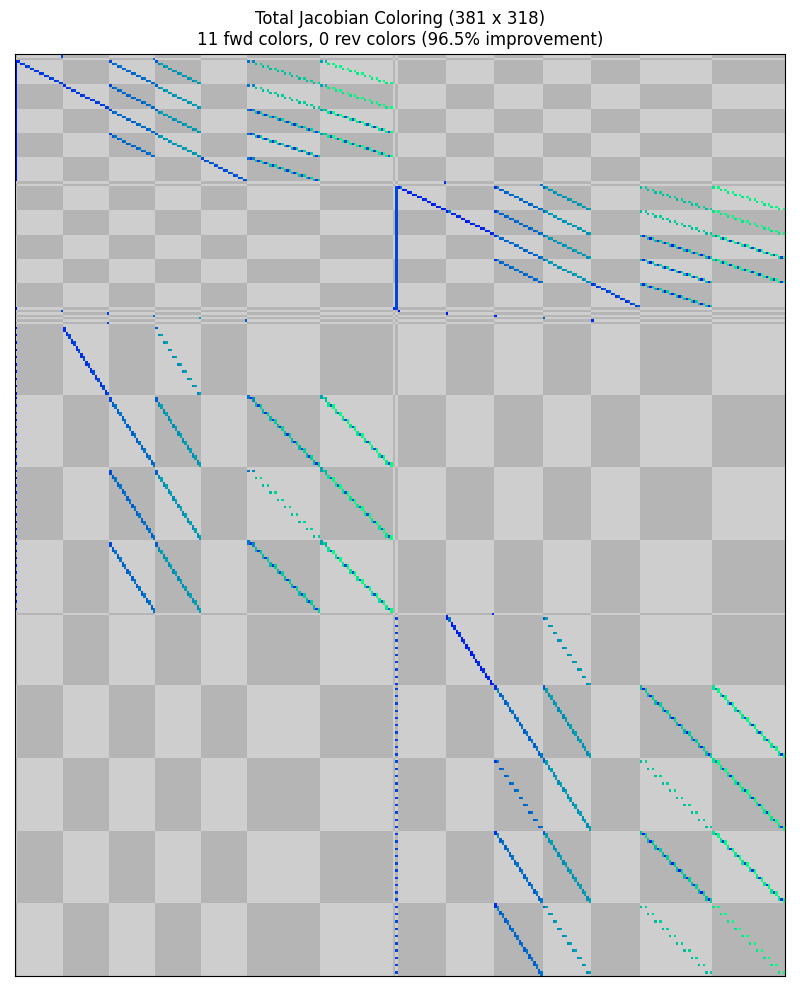 Total Jacobian Coloring (381 x 318)
11 fwd colors, 0 rev colors (96.5% improvement)